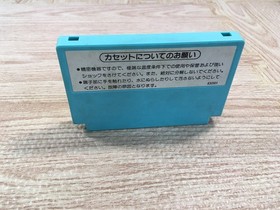 カセットについてのお願い
●精密機器ですので、極端な温度条件下での使用や保管および強い
ショックをさけてください。また、絶対に分解しないでください。
●端子部に手を触れたり、水にぬらしたりして汚さないようにして
ください。故障の原因となります。